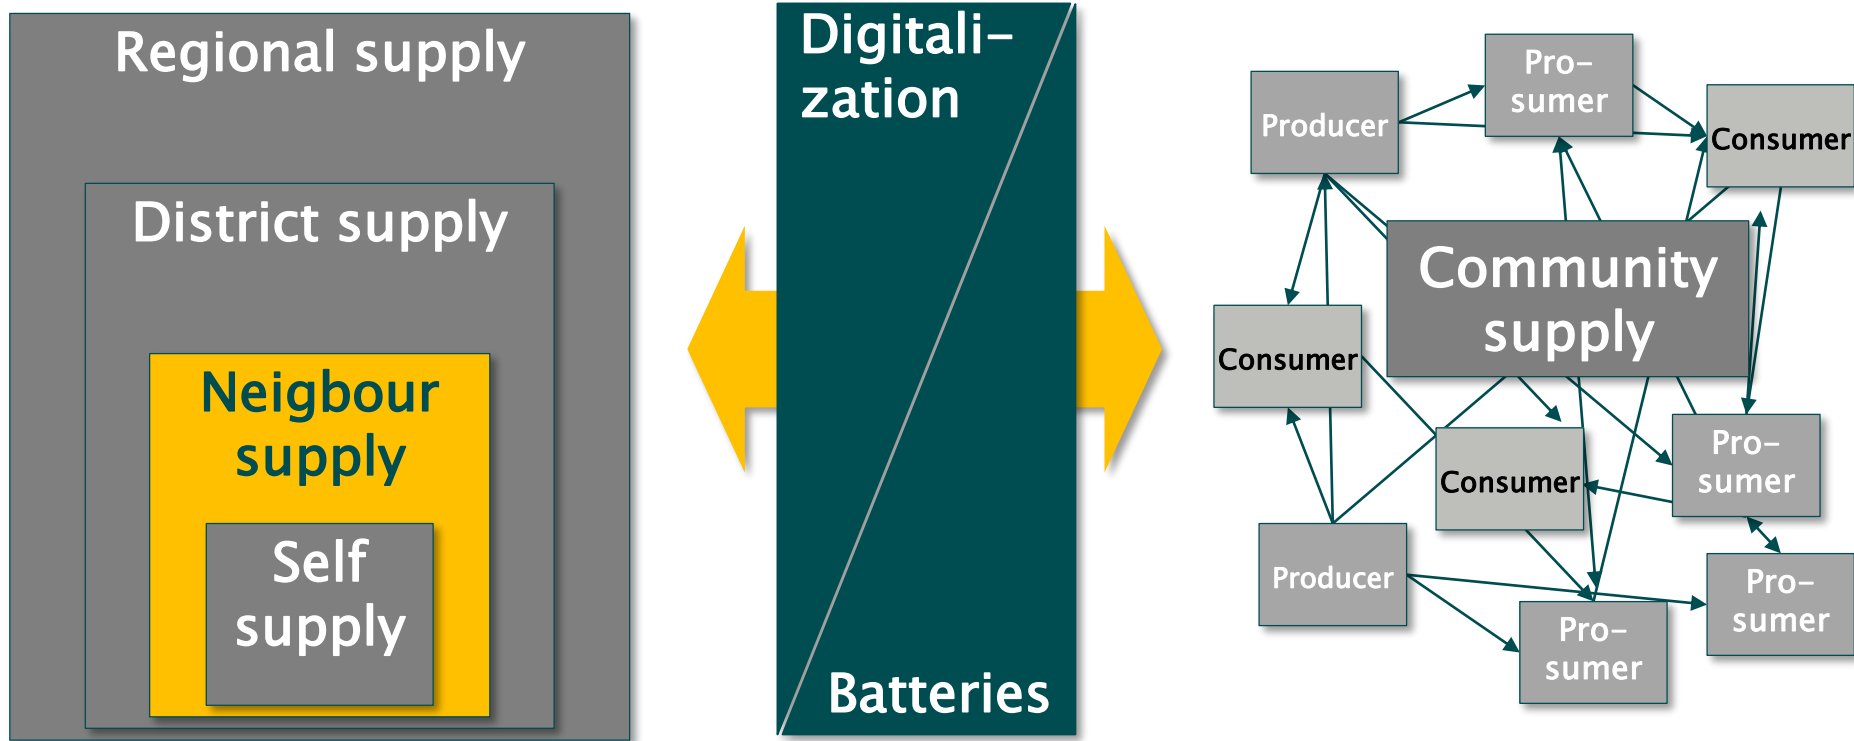 Regional supply
District supply
Neigbour
supply
Self
supply
Digitali-
zation
Batteries
Producer
Pro-
sumer
Consumer
Community
supply
Consumer
Consumer
Pro-
sumer
Producer
Pro-
sumer
Pro-
sumer